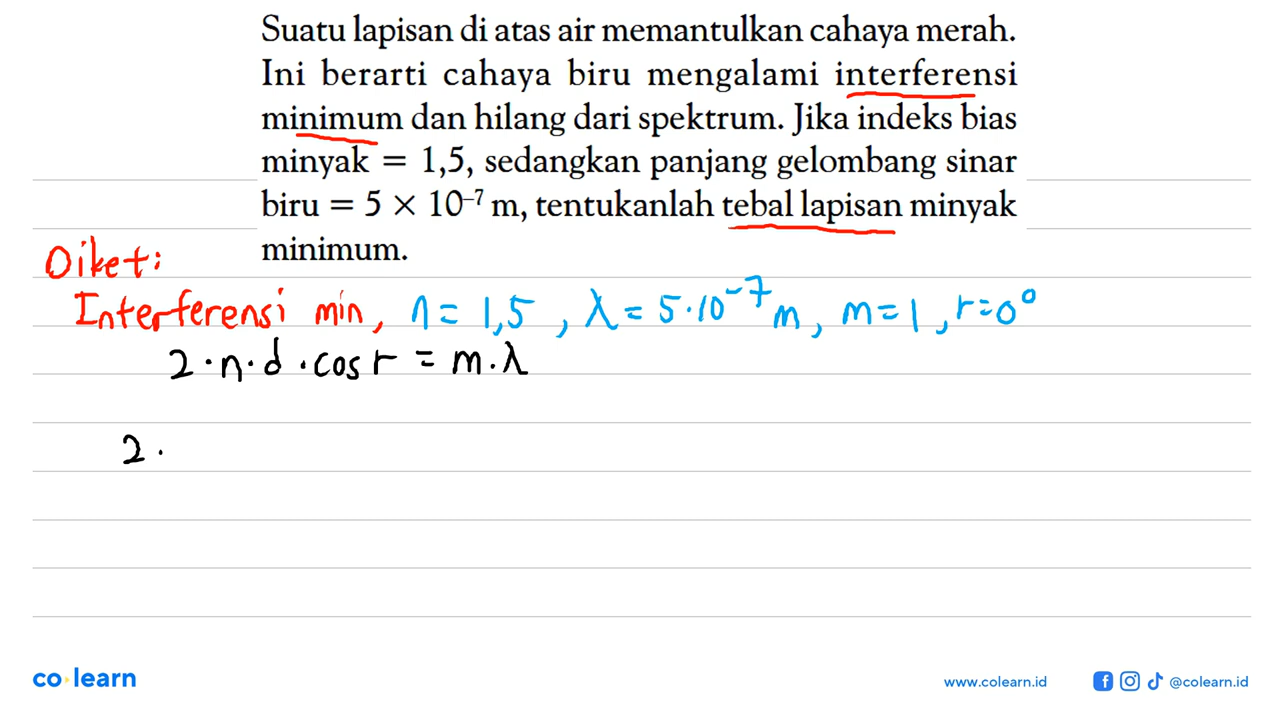 Suatu lapisan di atas air memantulkan cahaya merah.
Ini berarti cahaya biru mengalami interferensi
minimum dan hilang dari spektrum. Jika indeks bias
minyak = 1,5, sedangkan panjang gelombang sinar
biru = 5 × 10⁻⁷ m, tentukanlah tebal lapisan minyak
minimum.
Diket:
Interferensi min, n = 1,5 , λ = 5·10⁻⁷ m, m = 1 , r = 0⁰
2 · n · d · cos r = m · λ
2 ·
co learn
www.colearn.id @colearn.id